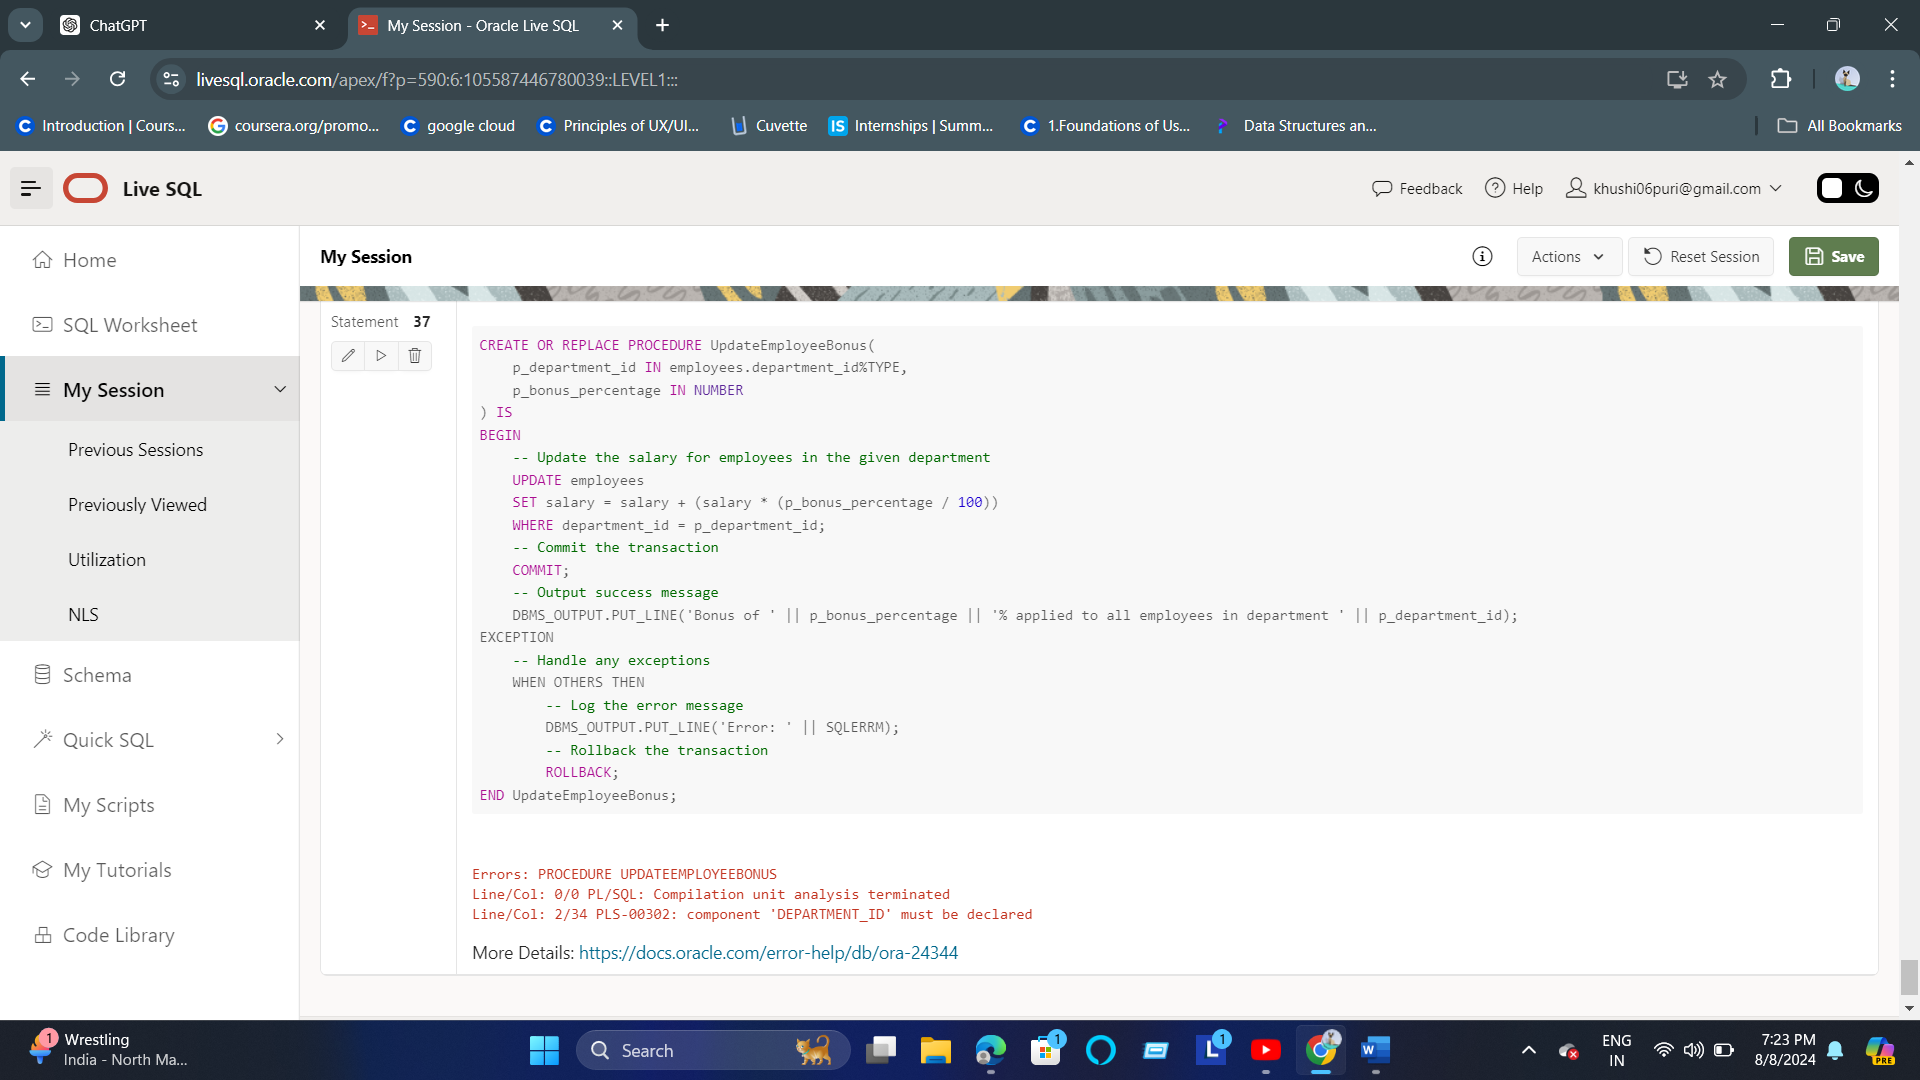 ChatGPT
My Session - Oracle Live SQL
livesql.oracle.com/apex/f?p=590:6:105587446780039::LEVEL1:::
Introduction | Cours...
coursera.org/promo...
google cloud
Principles of UX/UI...
Cuvette
IS Internships | Summ...
1.Foundations of Us...
Data Structures an...
All Bookmarks
Live SQL
Feedback
Help
khushi06puri@gmail.com
Home
SQL Worksheet
My Session
Previous Sessions
Previously Viewed
Utilization
NLS
Schema
Quick SQL
My Scripts
My Tutorials
Code Library
My Session
Actions
Reset Session
Save
Statement 37
CREATE OR REPLACE PROCEDURE UpdateEmployeeBonus(
    p_department_id IN employees.department_id%TYPE,
    p_bonus_percentage IN NUMBER
) IS
BEGIN
    -- Update the salary for employees in the given department
    UPDATE employees
    SET salary = salary + (salary * (p_bonus_percentage / 100))
    WHERE department_id = p_department_id;
    -- Commit the transaction
    COMMIT;
    -- Output success message
    DBMS_OUTPUT.PUT_LINE('Bonus of ' || p_bonus_percentage || '% applied to all employees in department ' || p_department_id);
EXCEPTION
    -- Handle any exceptions
    WHEN OTHERS THEN
        -- Log the error message
        DBMS_OUTPUT.PUT_LINE('Error: ' || SQLERRM);
        -- Rollback the transaction
        ROLLBACK;
END UpdateEmployeeBonus;
Errors: PROCEDURE UPDATEEMPLOYEEBONUS
Line/Col: 0/0 PL/SQL: Compilation unit analysis terminated
Line/Col: 2/34 PLS-00302: component 'DEPARTMENT_ID' must be declared
More Details: https://docs.oracle.com/error-help/db/ora-24344
1
Wrestling
India - North Ma...
Search
1
L 1
W
ENG
IN
7:23 PM
8/8/2024
PRE